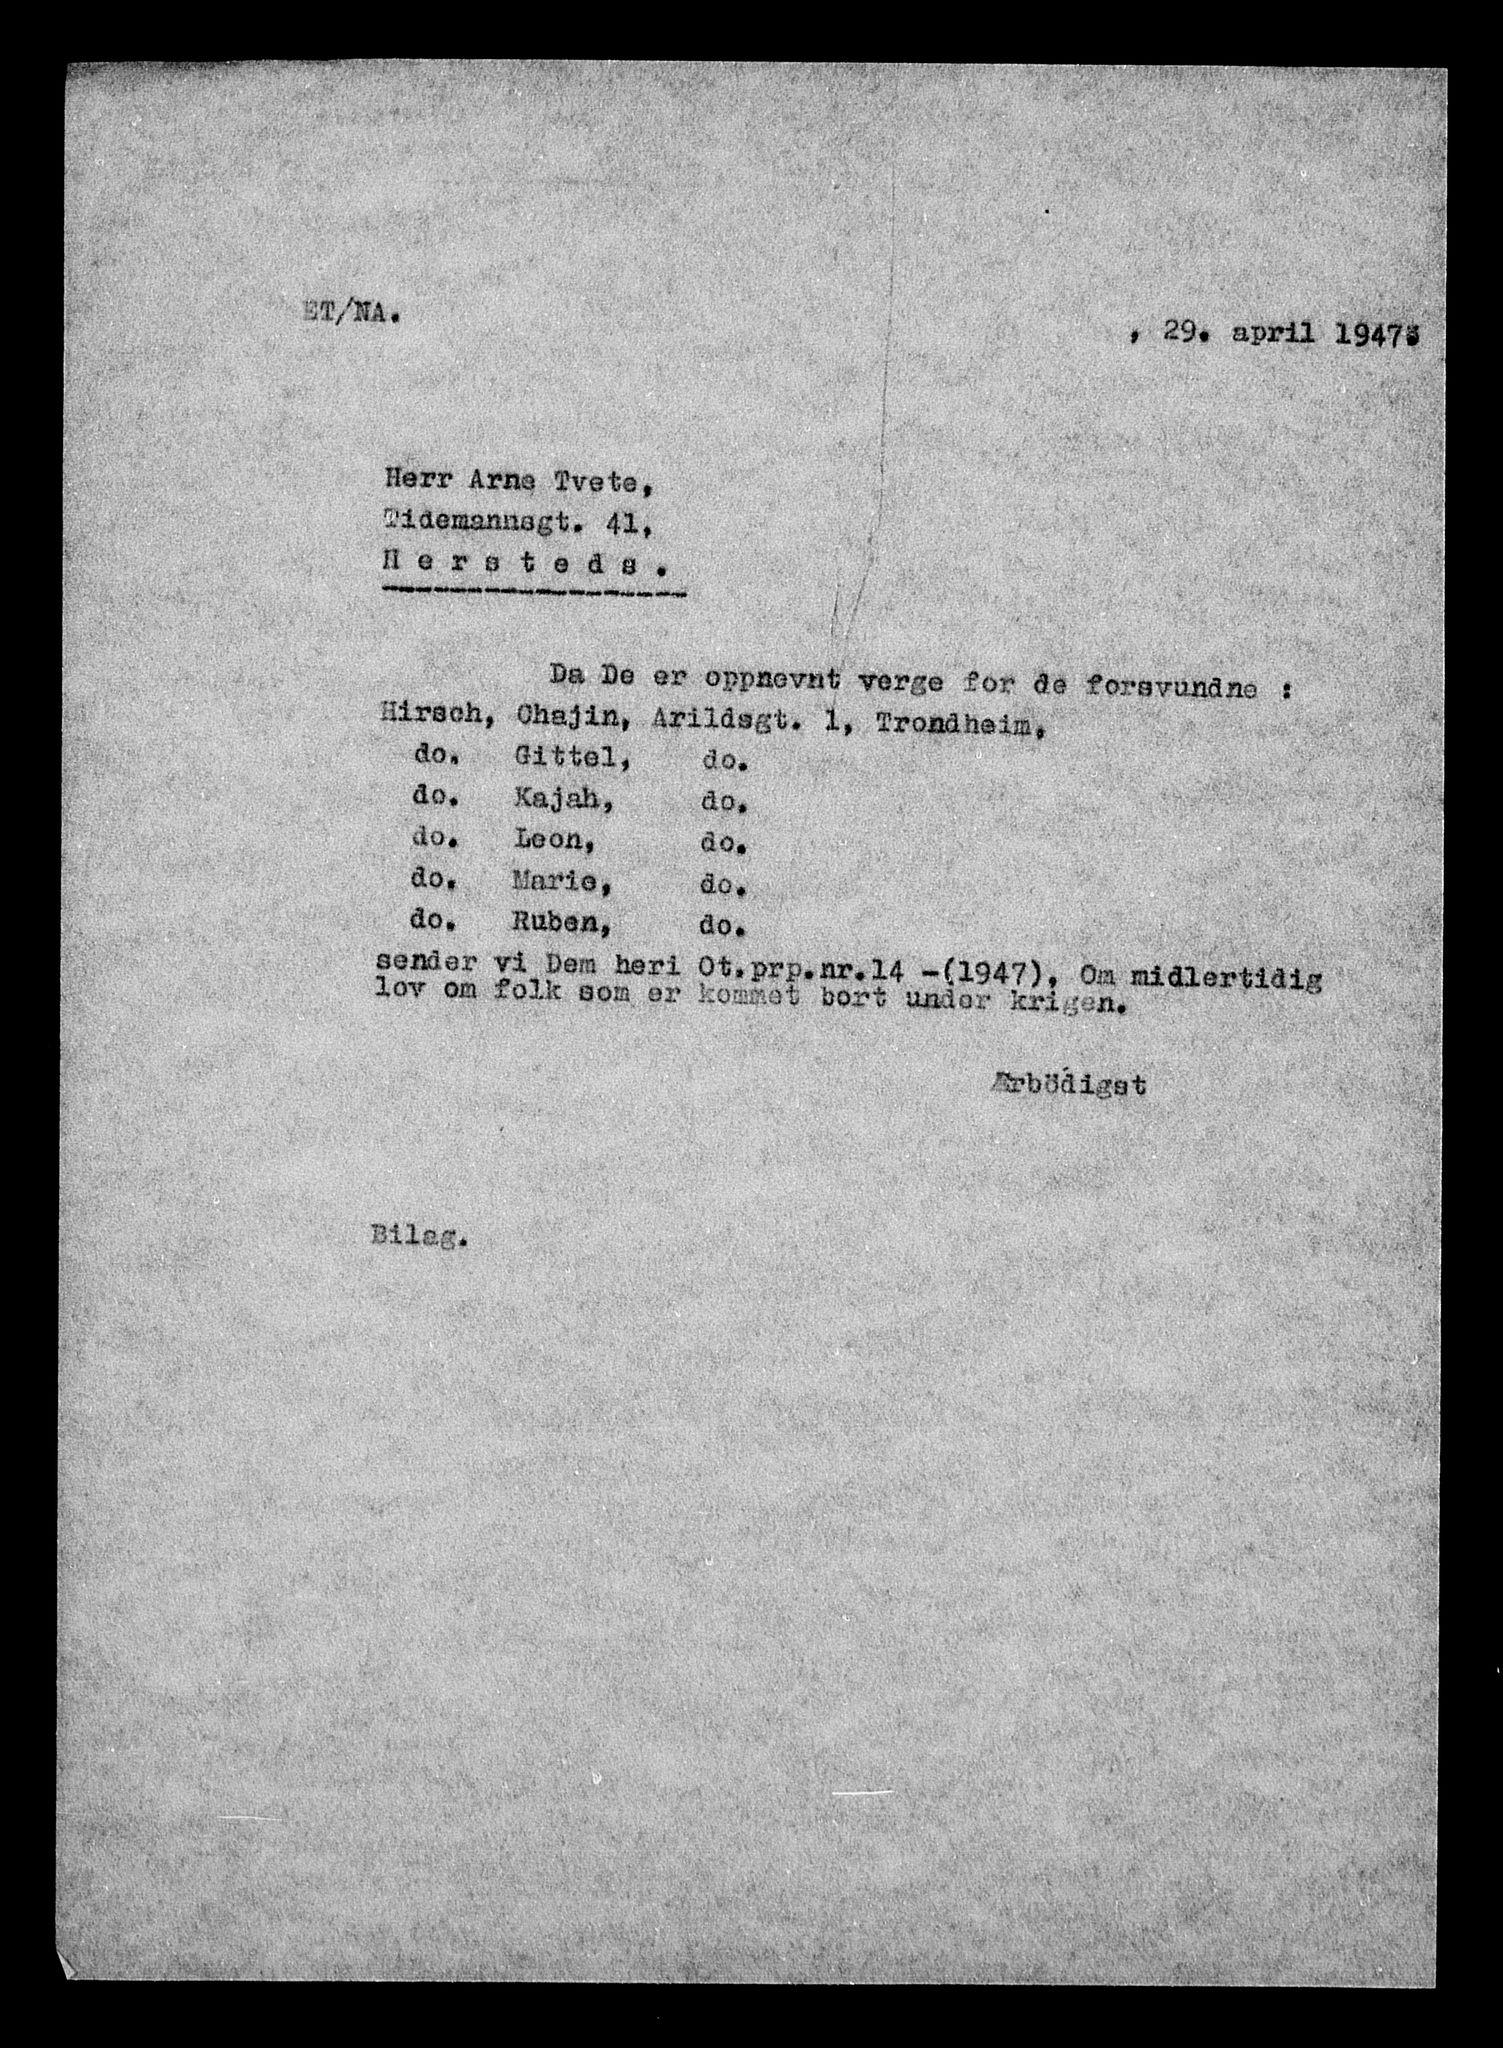 ET/NA.
, 29. april 1947.
Herr Arne Tvete,
Tidemannsgt. 41,
H e r s t e d s .
Da De er oppnevnt verge for de forsvundne :
Hirsch, Chajin, Arildsgt. 1, Trondheim,
do. Gittel, do.
do. Kajah, do.
do. Leon, do.
do. Marie, do.
do. Ruben, do.
sender vi Dem heri Ot.prp.nr.14 -(1947), Om midlertidig
lov om folk som er kommet bort under krigen.
Ærbödigst
Bilag.